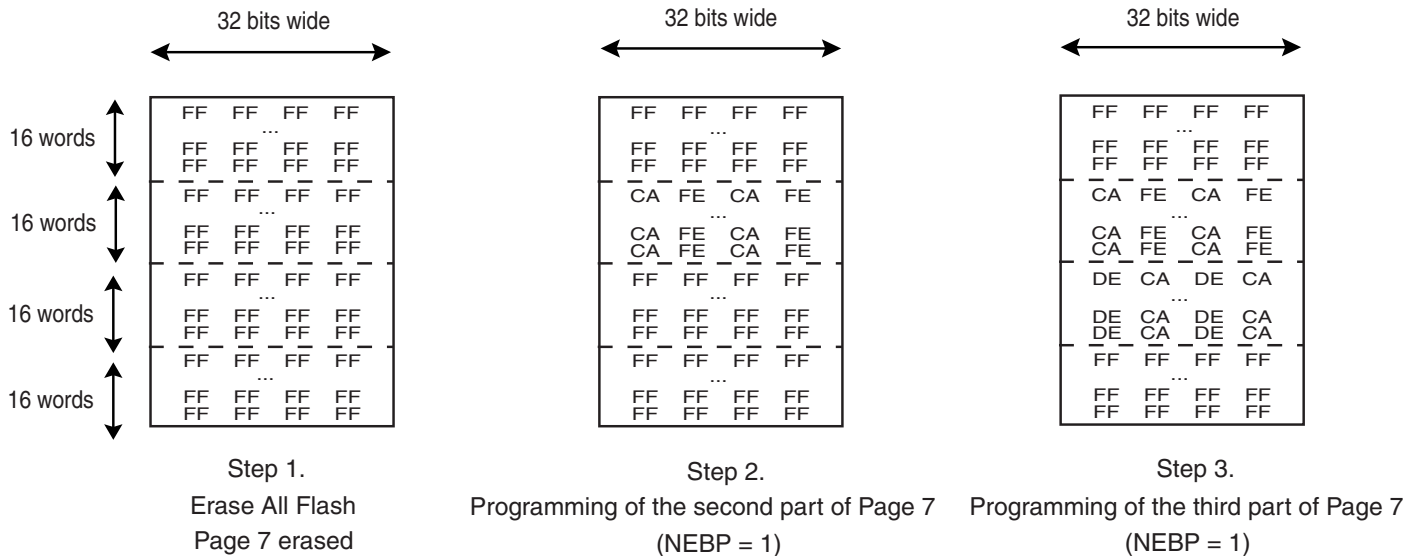 32 bits wide 32 bits wide 32 bits wide
16 words FF FF FF FF FF FF FF FF FF FF FF FF
... ... ...
FF FF FF FF FF FF FF FF FF FF FF FF
FF FF FF FF FF FF FF FF FF FF FF FF
16 words FF FF FF FF CA FE CA FE CA FE CA FE
... ... ...
FF FF FF FF CA FE CA FE CA FE CA FE
FF FF FF FF CA FE CA FE CA FE CA FE
16 words FF FF FF FF FF FF FF FF DE CA DE CA
... ... ...
FF FF FF FF FF FF FF FF DE CA DE CA
FF FF FF FF FF FF FF FF DE CA DE CA
16 words FF FF FF FF FF FF FF FF FF FF FF FF
... ... ...
FF FF FF FF FF FF FF FF FF FF FF FF
FF FF FF FF FF FF FF FF FF FF FF FF
Step 1. Step 2. Step 3.
Erase All Flash Programming of the second part of Page 7 Programming of the third part of Page 7
Page 7 erased (NEBP = 1) (NEBP = 1)